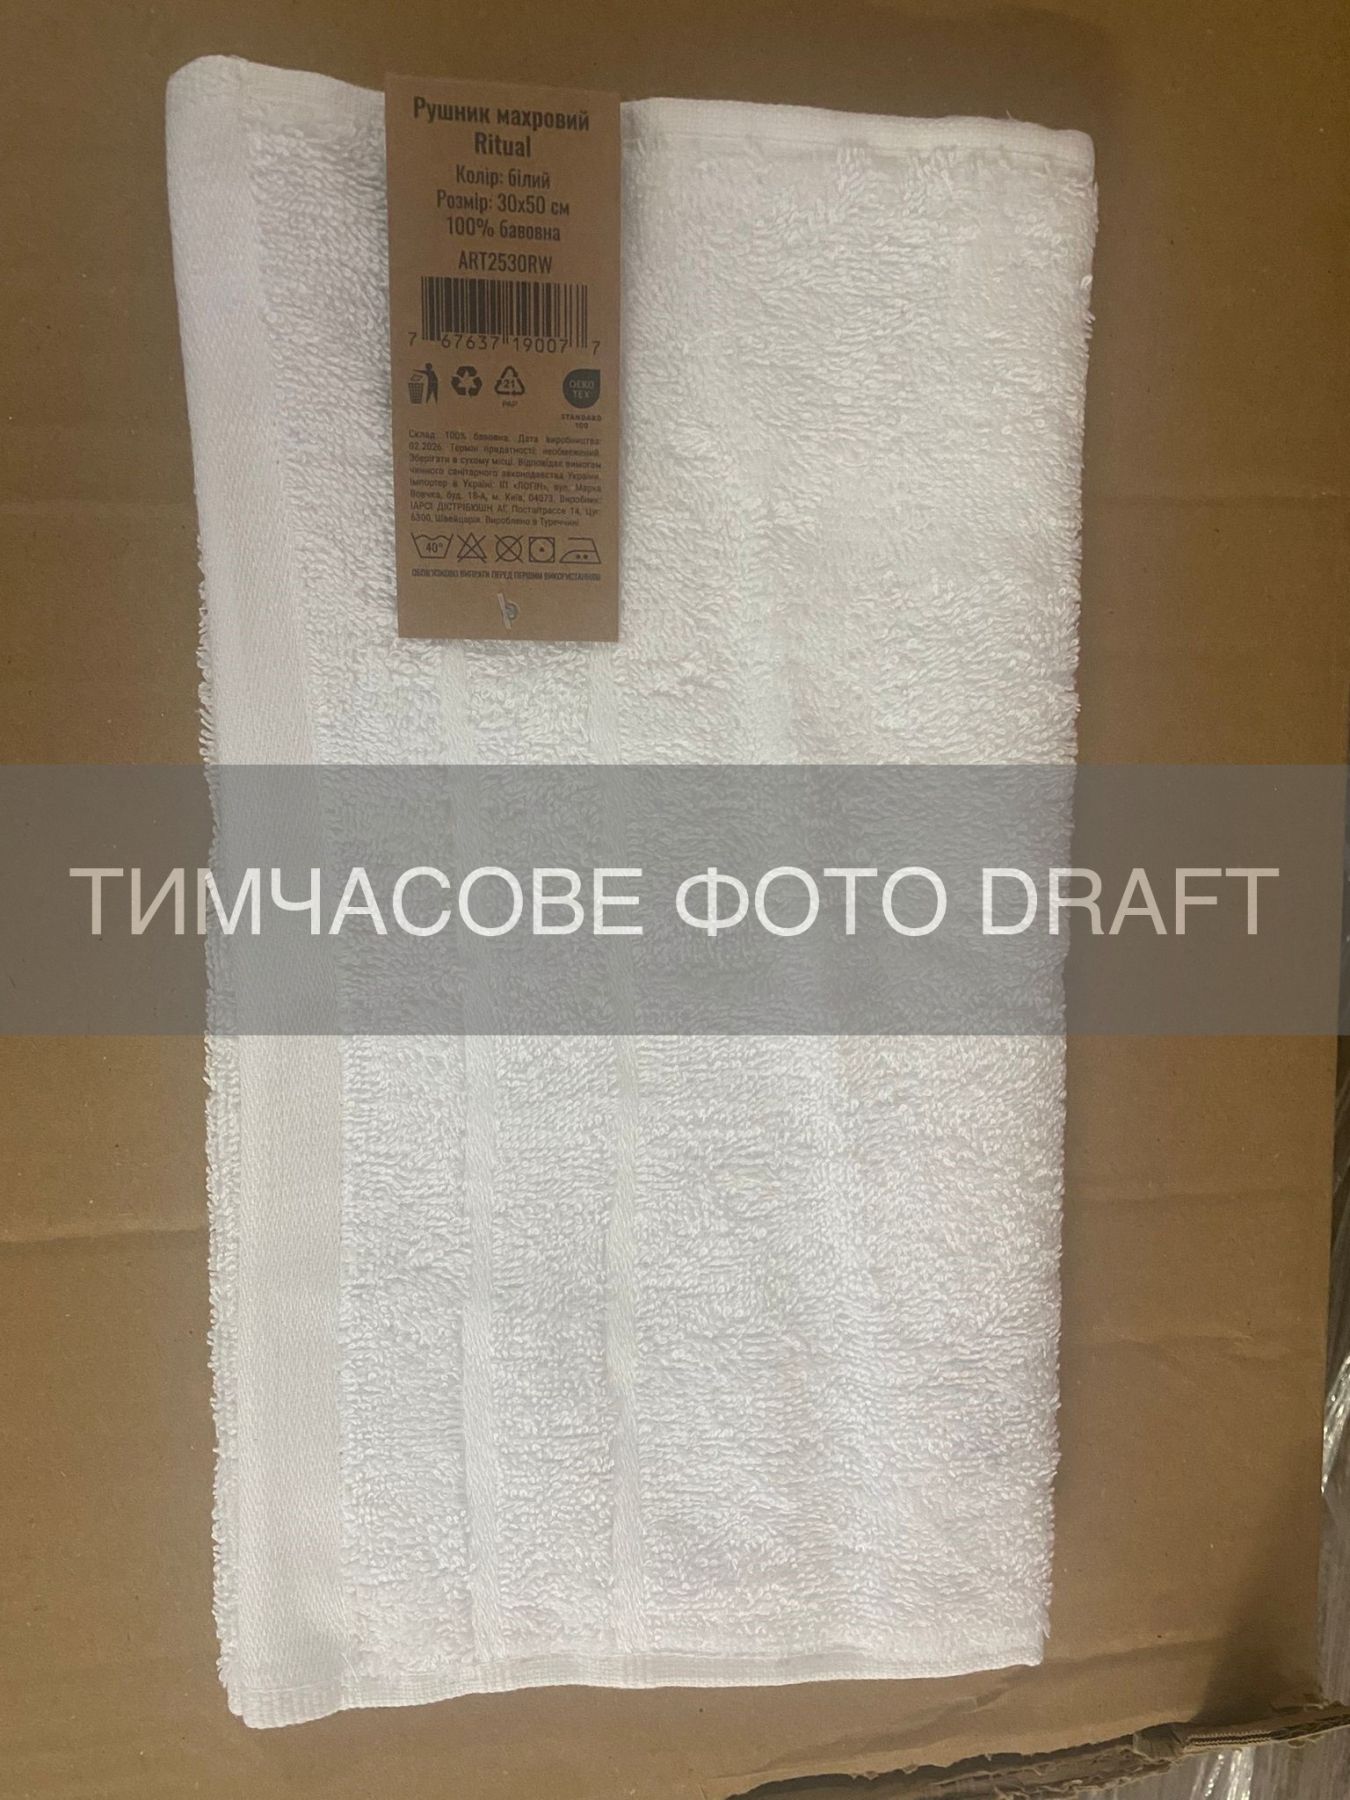 Рушник махровий
Ritual
Колір: білий
Розмір: 30х50 см
100% бавовна
ART2530RW
7 67637 19007 7
21
PAP
OEKO
TEX
STANDARD
100
Склад: 100% бавовна. Дата виробництва:
02.2026. Термін придатності: необмежений.
Зберігати в сухому місці. Відповідає вимогам
чинного санітарного законодавства України.
Імпортер в Україні: ІП «ЛОГІН», вул. Марка
Вовчка, буд. 18-А, м. Київ, 04073. Виробник:
ІАРСІ ДІСТРІБЮШН АГ, Постштрассе 14, Цуг
6300, Швейцарія. Вироблено в Туреччині
40°
ОБОВ'ЯЗКОВО ВИПРАТИ ПЕРЕД ПЕРШИМ ВИКОРИСТАННЯМ
ТИМЧАСОВЕ ФОТО DRAFT